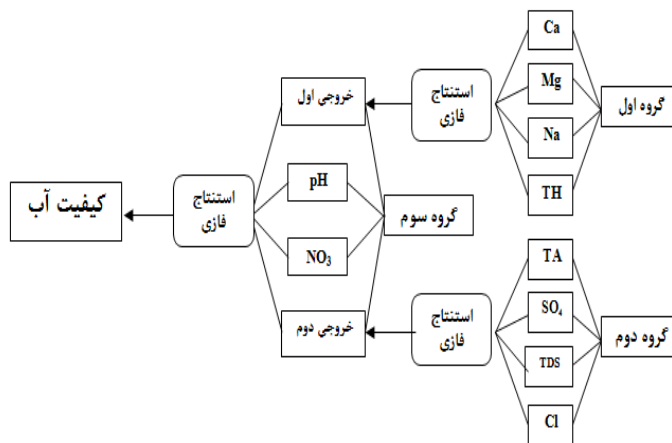 گروه اول
Ca
Mg
Na
TH
استنتاج
فازی
خروجی اول
گروه دوم
TA
SO₄
TDS
Cl
استنتاج
فازی
خروجی دوم
گروه سوم
pH
NO₃
استنتاج
فازی
کیفیت آب